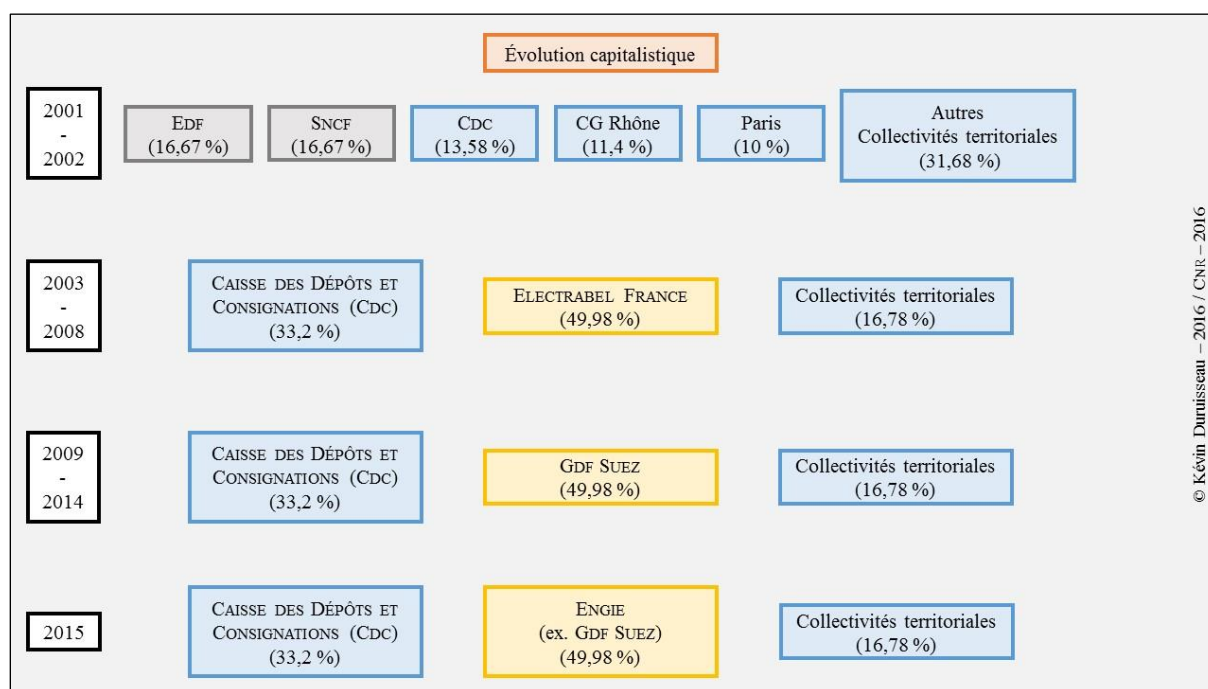 Évolution capitalistique
2001
-
2002
EDF
(16,67 %)
SNCF
(16,67 %)
CDC
(13,58 %)
CG Rhône
(11,4 %)
Paris
(10 %)
Autres
Collectivités territoriales
(31,68 %)
2003
-
2008
CAISSE DES DÉPÔTS ET
CONSIGNATIONS (CDC)
(33,2 %)
ELECTRABEL FRANCE
(49,98 %)
Collectivités territoriales
(16,78 %)
2009
-
2014
CAISSE DES DÉPÔTS ET
CONSIGNATIONS (CDC)
(33,2 %)
GDF SUEZ
(49,98 %)
Collectivités territoriales
(16,78 %)
2015
CAISSE DES DÉPÔTS ET
CONSIGNATIONS (CDC)
(33,2 %)
ENGIE
(ex. GDF SUEZ)
(49,98 %)
Collectivités territoriales
(16,78 %)
© Kévin Duruisseau – 2016 / CNR – 2016